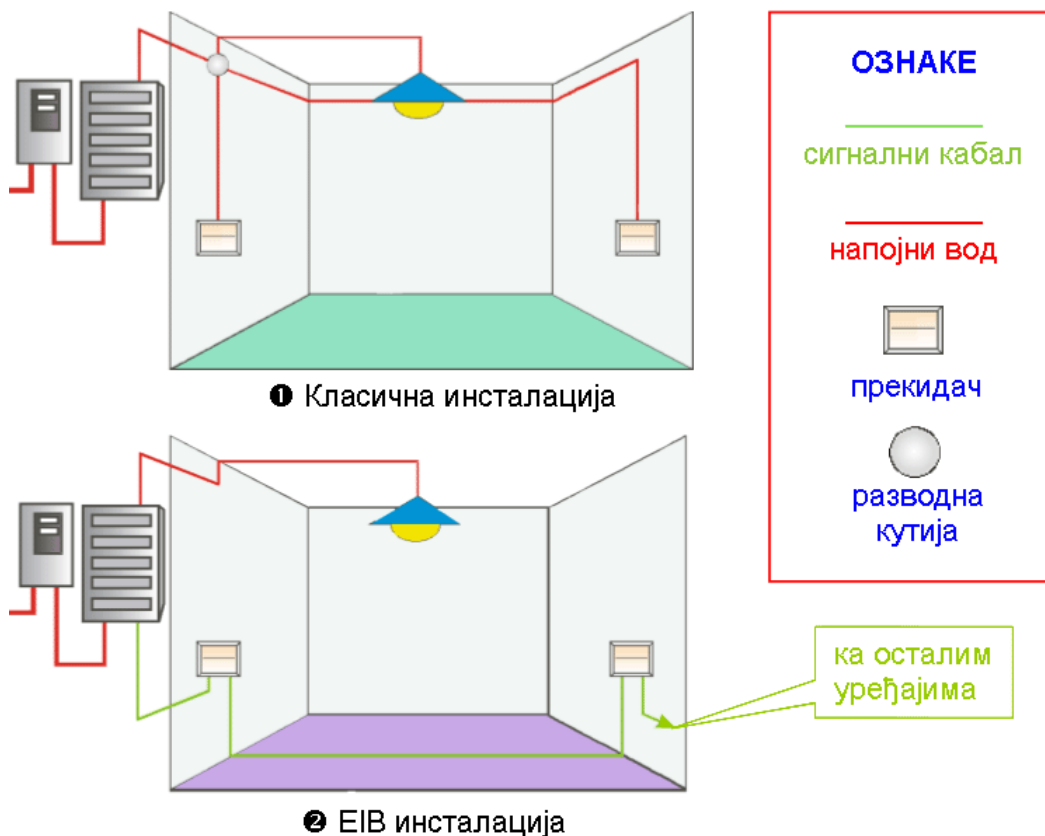 ОЗНАКЕ
сигнални кабал
напојни вод
прекидач
разводна
кутија
❶ Класична инсталација
ка осталим
уређајима
❷ EIB инсталација